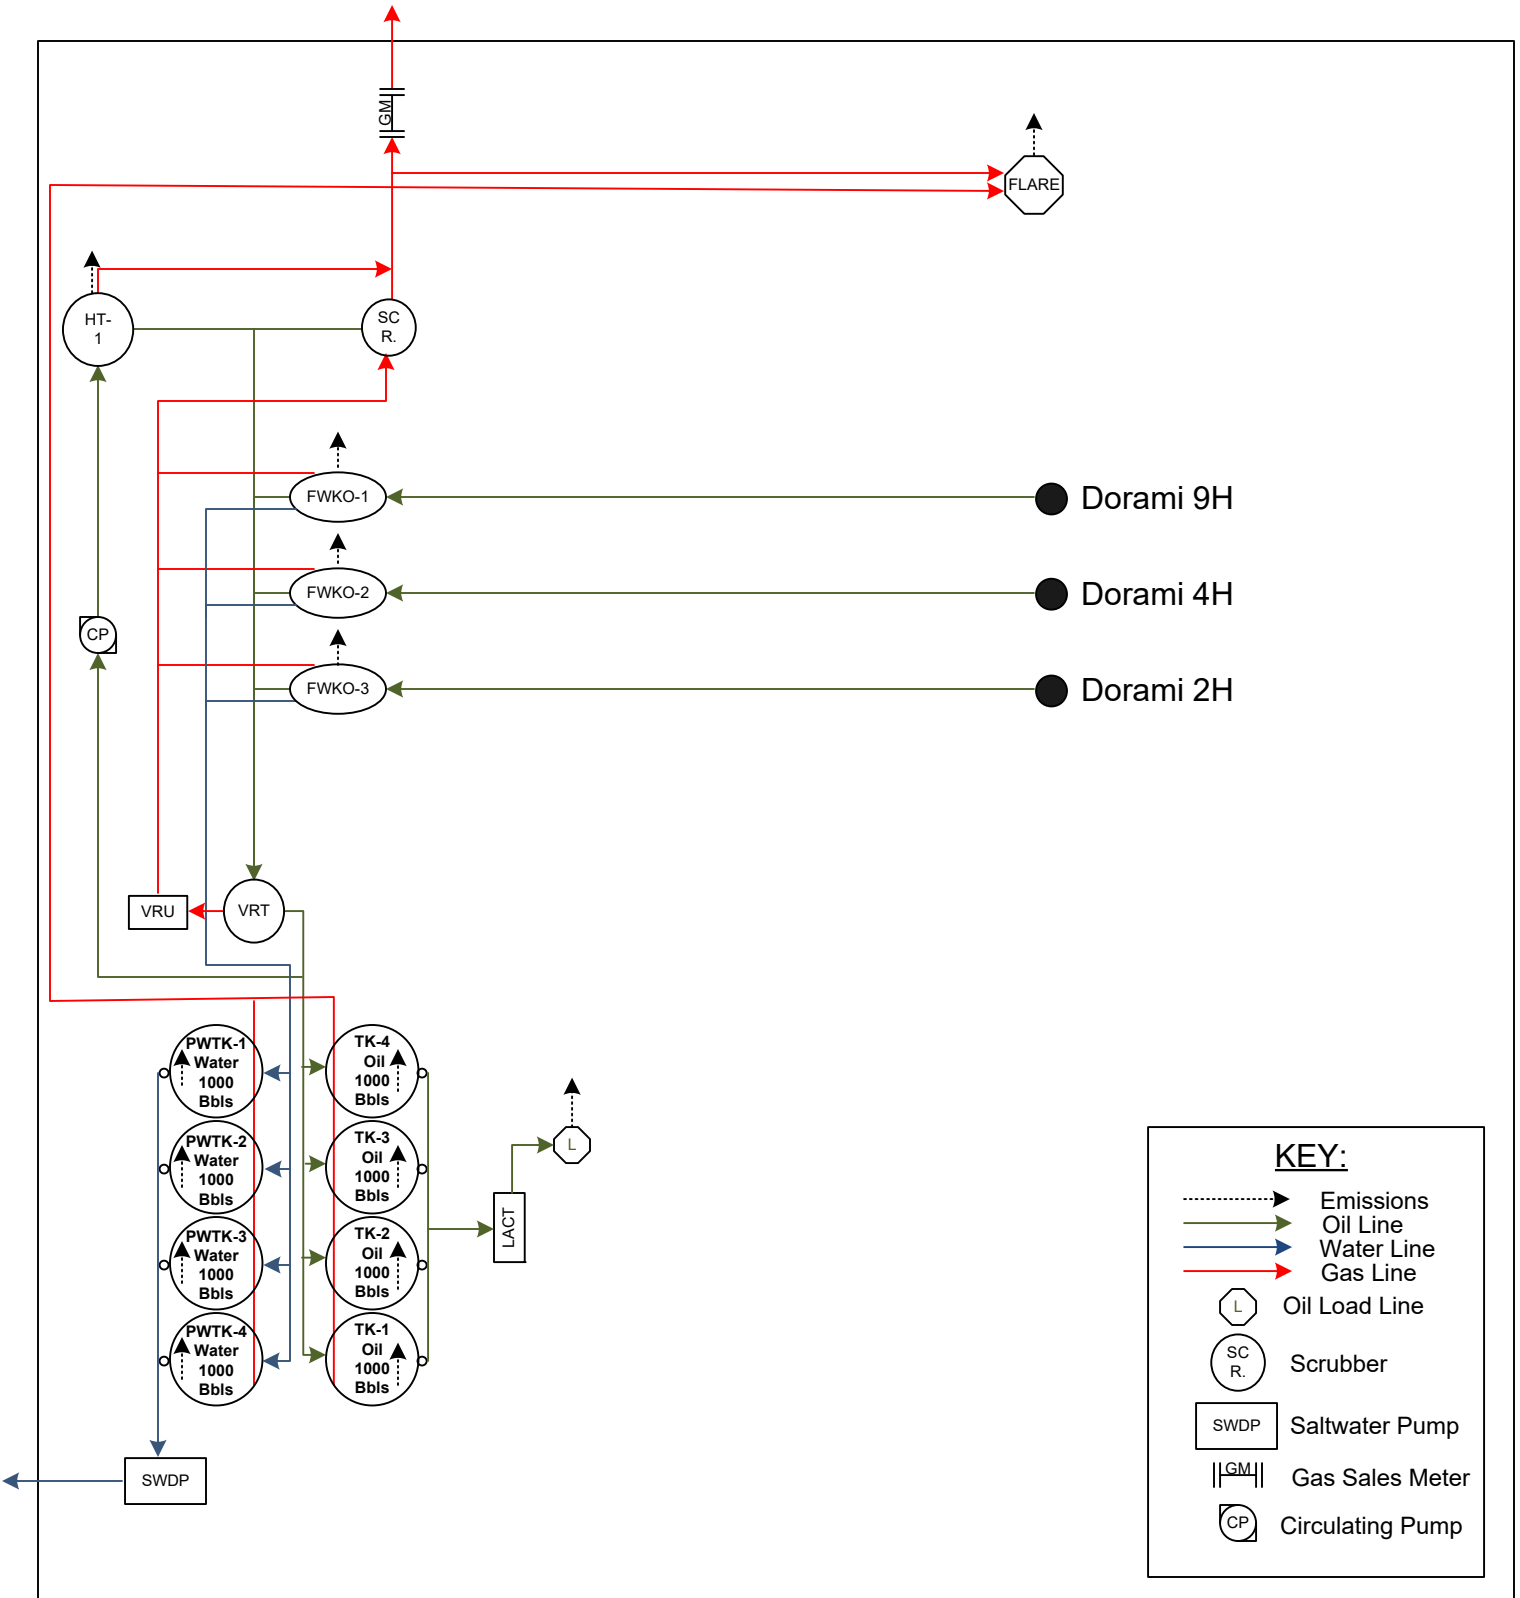 GM
FLARE
HT-
1
SC
R.
FWKO-1
Dorami 9H
FWKO-2
Dorami 4H
CP
FWKO-3
Dorami 2H
VRU
VRT
PWTK-1
Water
1000
Bbls
TK-4
Oil
1000
Bbls
PWTK-2
Water
1000
Bbls
TK-3
Oil
1000
Bbls
L
PWTK-3
Water
1000
Bbls
TK-2
Oil
1000
Bbls
LACT
PWTK-4
Water
1000
Bbls
TK-1
Oil
1000
Bbls
SWDP
KEY:
Emissions
Oil Line
Water Line
Gas Line
L
Oil Load Line
SC
R.
Scrubber
SWDP
Saltwater Pump
GM
Gas Sales Meter
CP
Circulating Pump